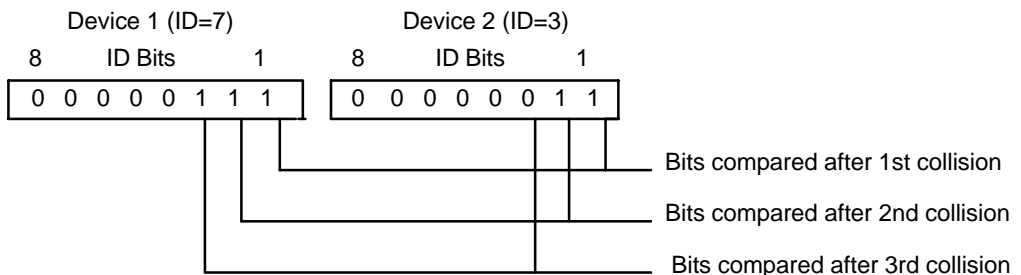 Device 1 (ID=7) Device 2 (ID=3)
8 ID Bits 1 8 ID Bits 1
0 0 0 0 0 1 1 1 0 0 0 0 0 0 1 1
Bits compared after 1st collision
Bits compared after 2nd collision
Bits compared after 3rd collision